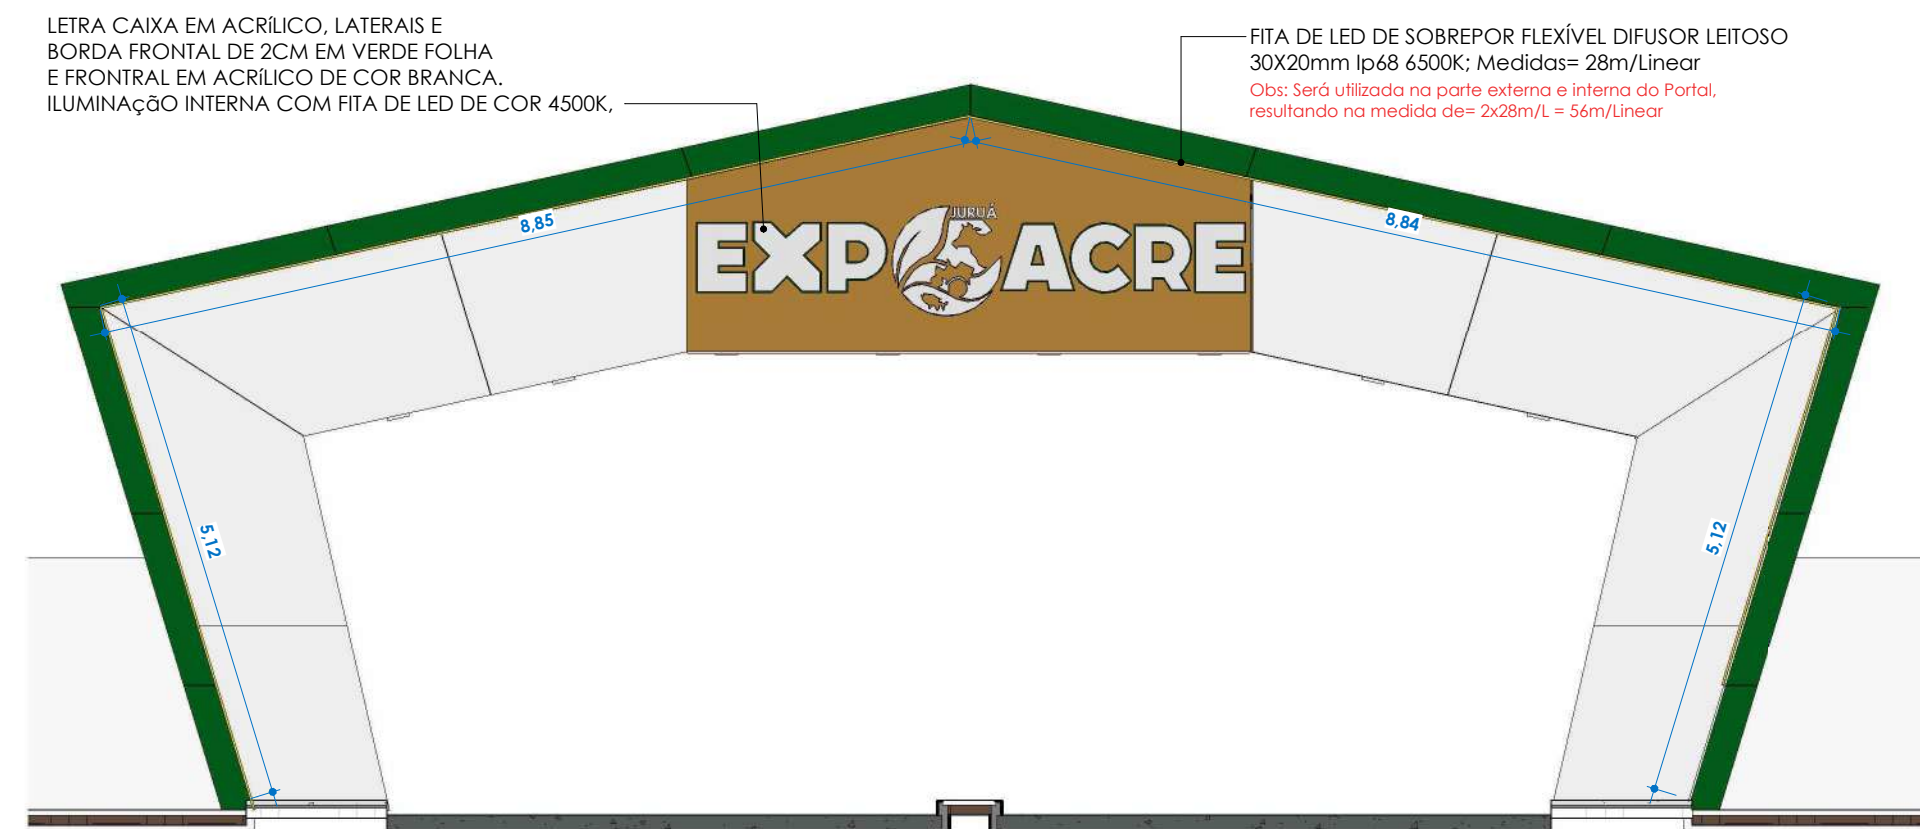 LETRA CAIXA EM ACRÍLICO, LATERAIS E
BORDA FRONTAL DE 2CM EM VERDE FOLHA
E FRONTRAL EM ACRÍLICO DE COR BRANCA.
ILUMINAçãO INTERNA COM FITA DE LED DE COR 4500K,
FITA DE LED DE SOBREPOR FLEXÍVEL DIFUSOR LEITOSO
30X20mm Ip68 6500K; Medidas= 28m/Linear
Obs: Será utilizada na parte externa e interna do Portal,
resultando na medida de= 2x28m/L = 56m/Linear
8,85
8,84
JURUÁ
EXPOACRE
5,12
5,12